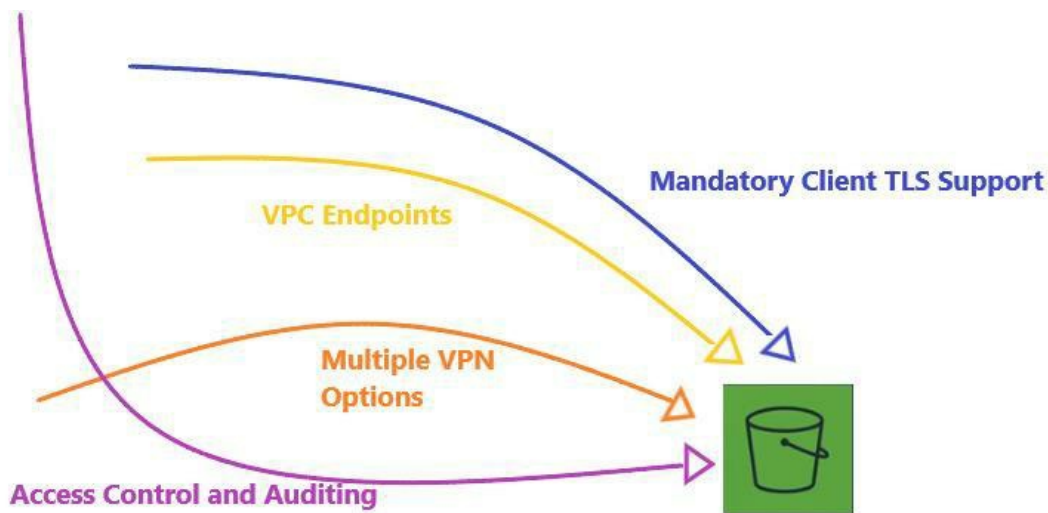 Mandatory Client TLS Support
VPC Endpoints
Multiple VPN
Options
Access Control and Auditing